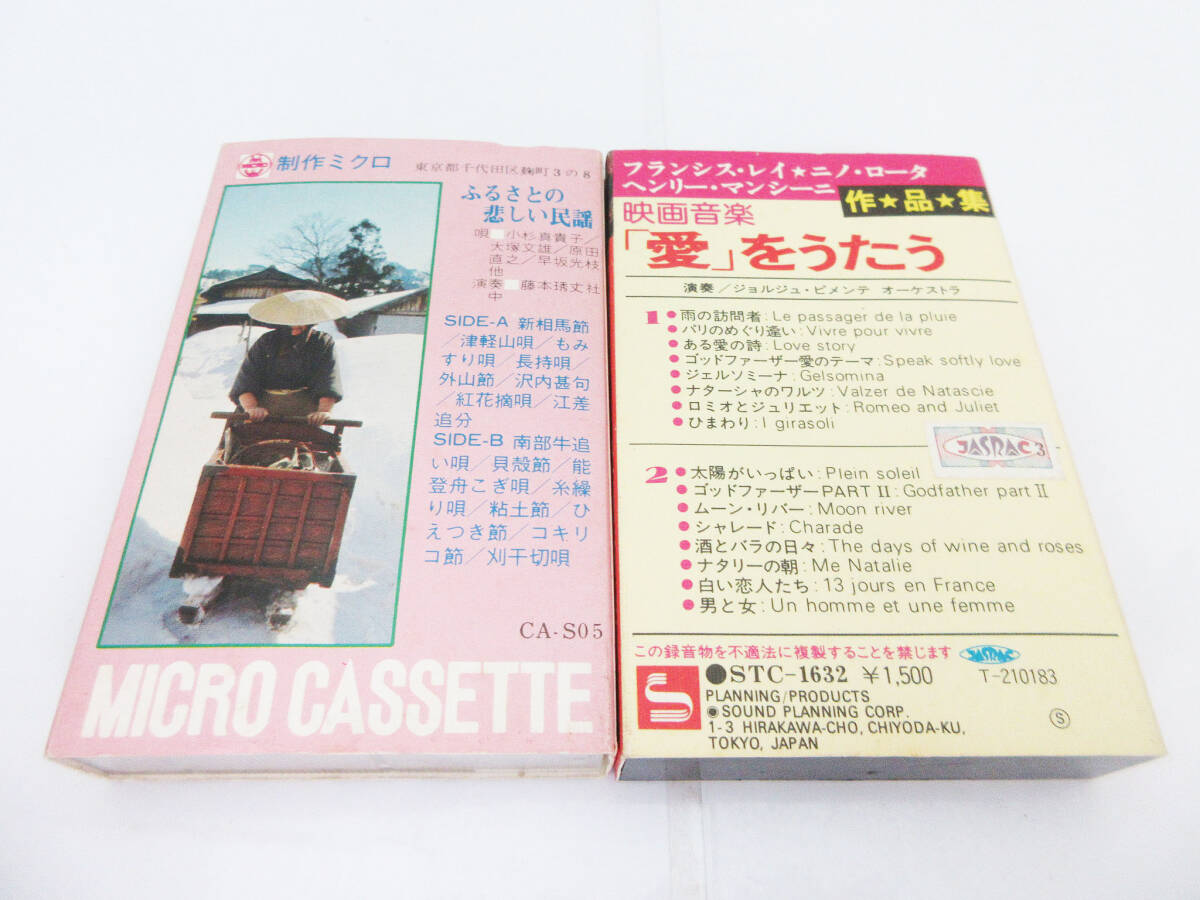 制作ミクロ
東京都千代田区麹町3の8
ふるさとの
悲しい民謡
唄■小杉真貴子／
大塚文雄／原田
直之／早坂光枝
他
演奏■藤本琇丈社
中
SIDE-A 新相馬節
／津軽山唄／もみ
すり唄／長持唄／
外山節／沢内甚句
／紅花摘唄／江差
追分
SIDE-B 南部牛追
い唄／貝殻節／能
登舟こぎ唄／糸繰
り唄／粘土節／ひ
えつき節／コキリ
コ節／刈干切唄
CA-S05
MICRO CASSETTE
フランシス・レイ★ニノ・ロータ
ヘンリー・マンシーニ
作★品★集
映画音楽
「愛」をうたう
演奏／ジョルジュ・ピメンテ オーケストラ
1●雨の訪問者:Le passager de la pluie
●パリのめぐり逢い:Vivre pour vivre
●ある愛の詩:Love story
●ゴッドファーザー愛のテーマ:Speak softly love
●ジェルソミーナ:Gelsomina
●ナターシャのワルツ:Valzer de Natascie
●ロミオとジュリエット:Romeo and Juliet
●ひまわり:I girasoli
JASRAC 3
2●太陽がいっぱい:Plein soleil
●ゴッドファーザーPART II:Godfather part II
●ムーン・リバー:Moon river
●シャレード:Charade
●酒とバラの日々:The days of wine and roses
●ナタリーの朝:Me Natalie
●白い恋人たち:13 jours en France
●男と女:Un homme et une femme
この録音物を不適法に複製することを禁じます JASRAC
●STC-1632 ¥1,500 T-210183
PLANNING/PRODUCTS
◉SOUND PLANNING CORP.
1-3 HIRAKAWA-CHO, CHIYODA-KU,
TOKYO, JAPAN
Ⓢ